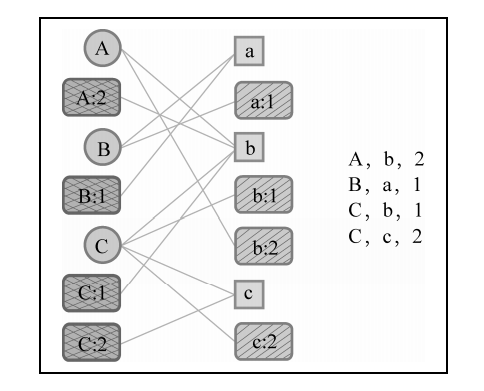 A
A:2
B
B:1
C
C:1
C:2
a
a:1
b
b:1
b:2
c
c:2
A, b, 2
B, a, 1
C, b, 1
C, c, 2